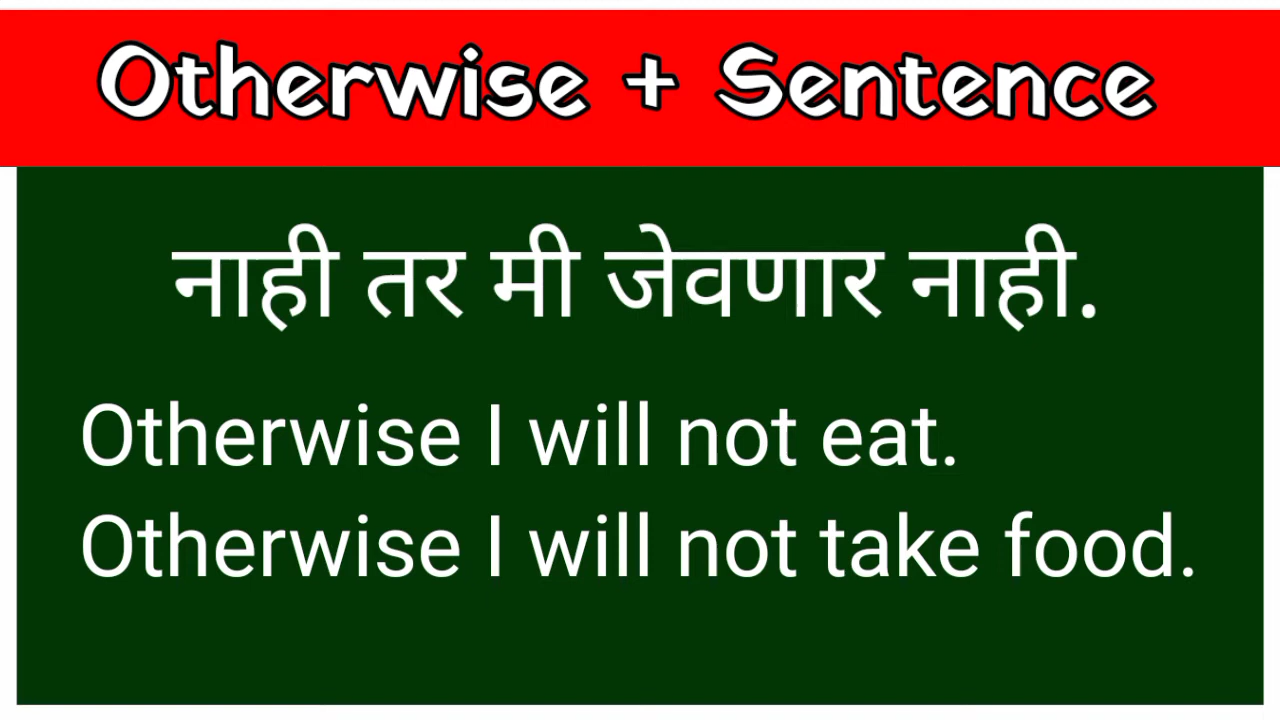 Otherwise + Sentence
नाही तर मी जेवणार नाही.
Otherwise I will not eat.
Otherwise I will not take food.